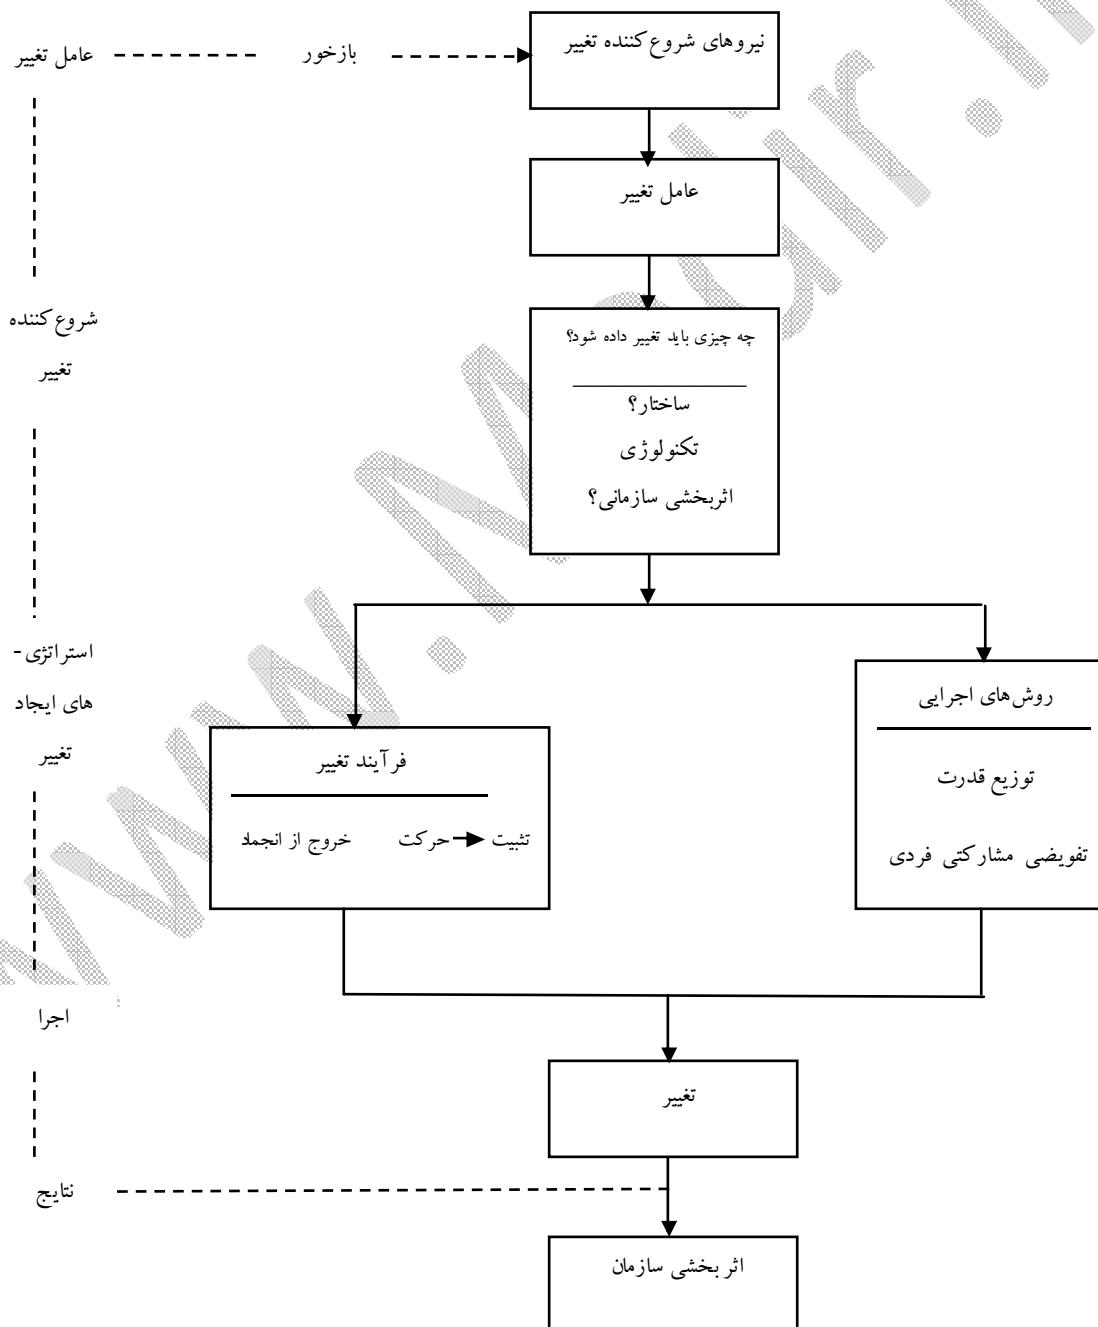 نیروهای شروع‌کننده تغییر
بازخور
عامل تغییر
عامل تغییر
شروع‌کننده
تغییر
چه چیزی باید تغییر داده شود؟
ساختار؟
تکنولوژی
اثربخشی سازمانی؟
استراتژی-
های ایجاد
تغییر
روش‌های اجرایی
توزیع قدرت
تفویضی مشارکتی فردی
فرآیند تغییر
خروج از انجماد حرکت تثبیت
اجرا
تغییر
نتایج
اثربخشی سازمان